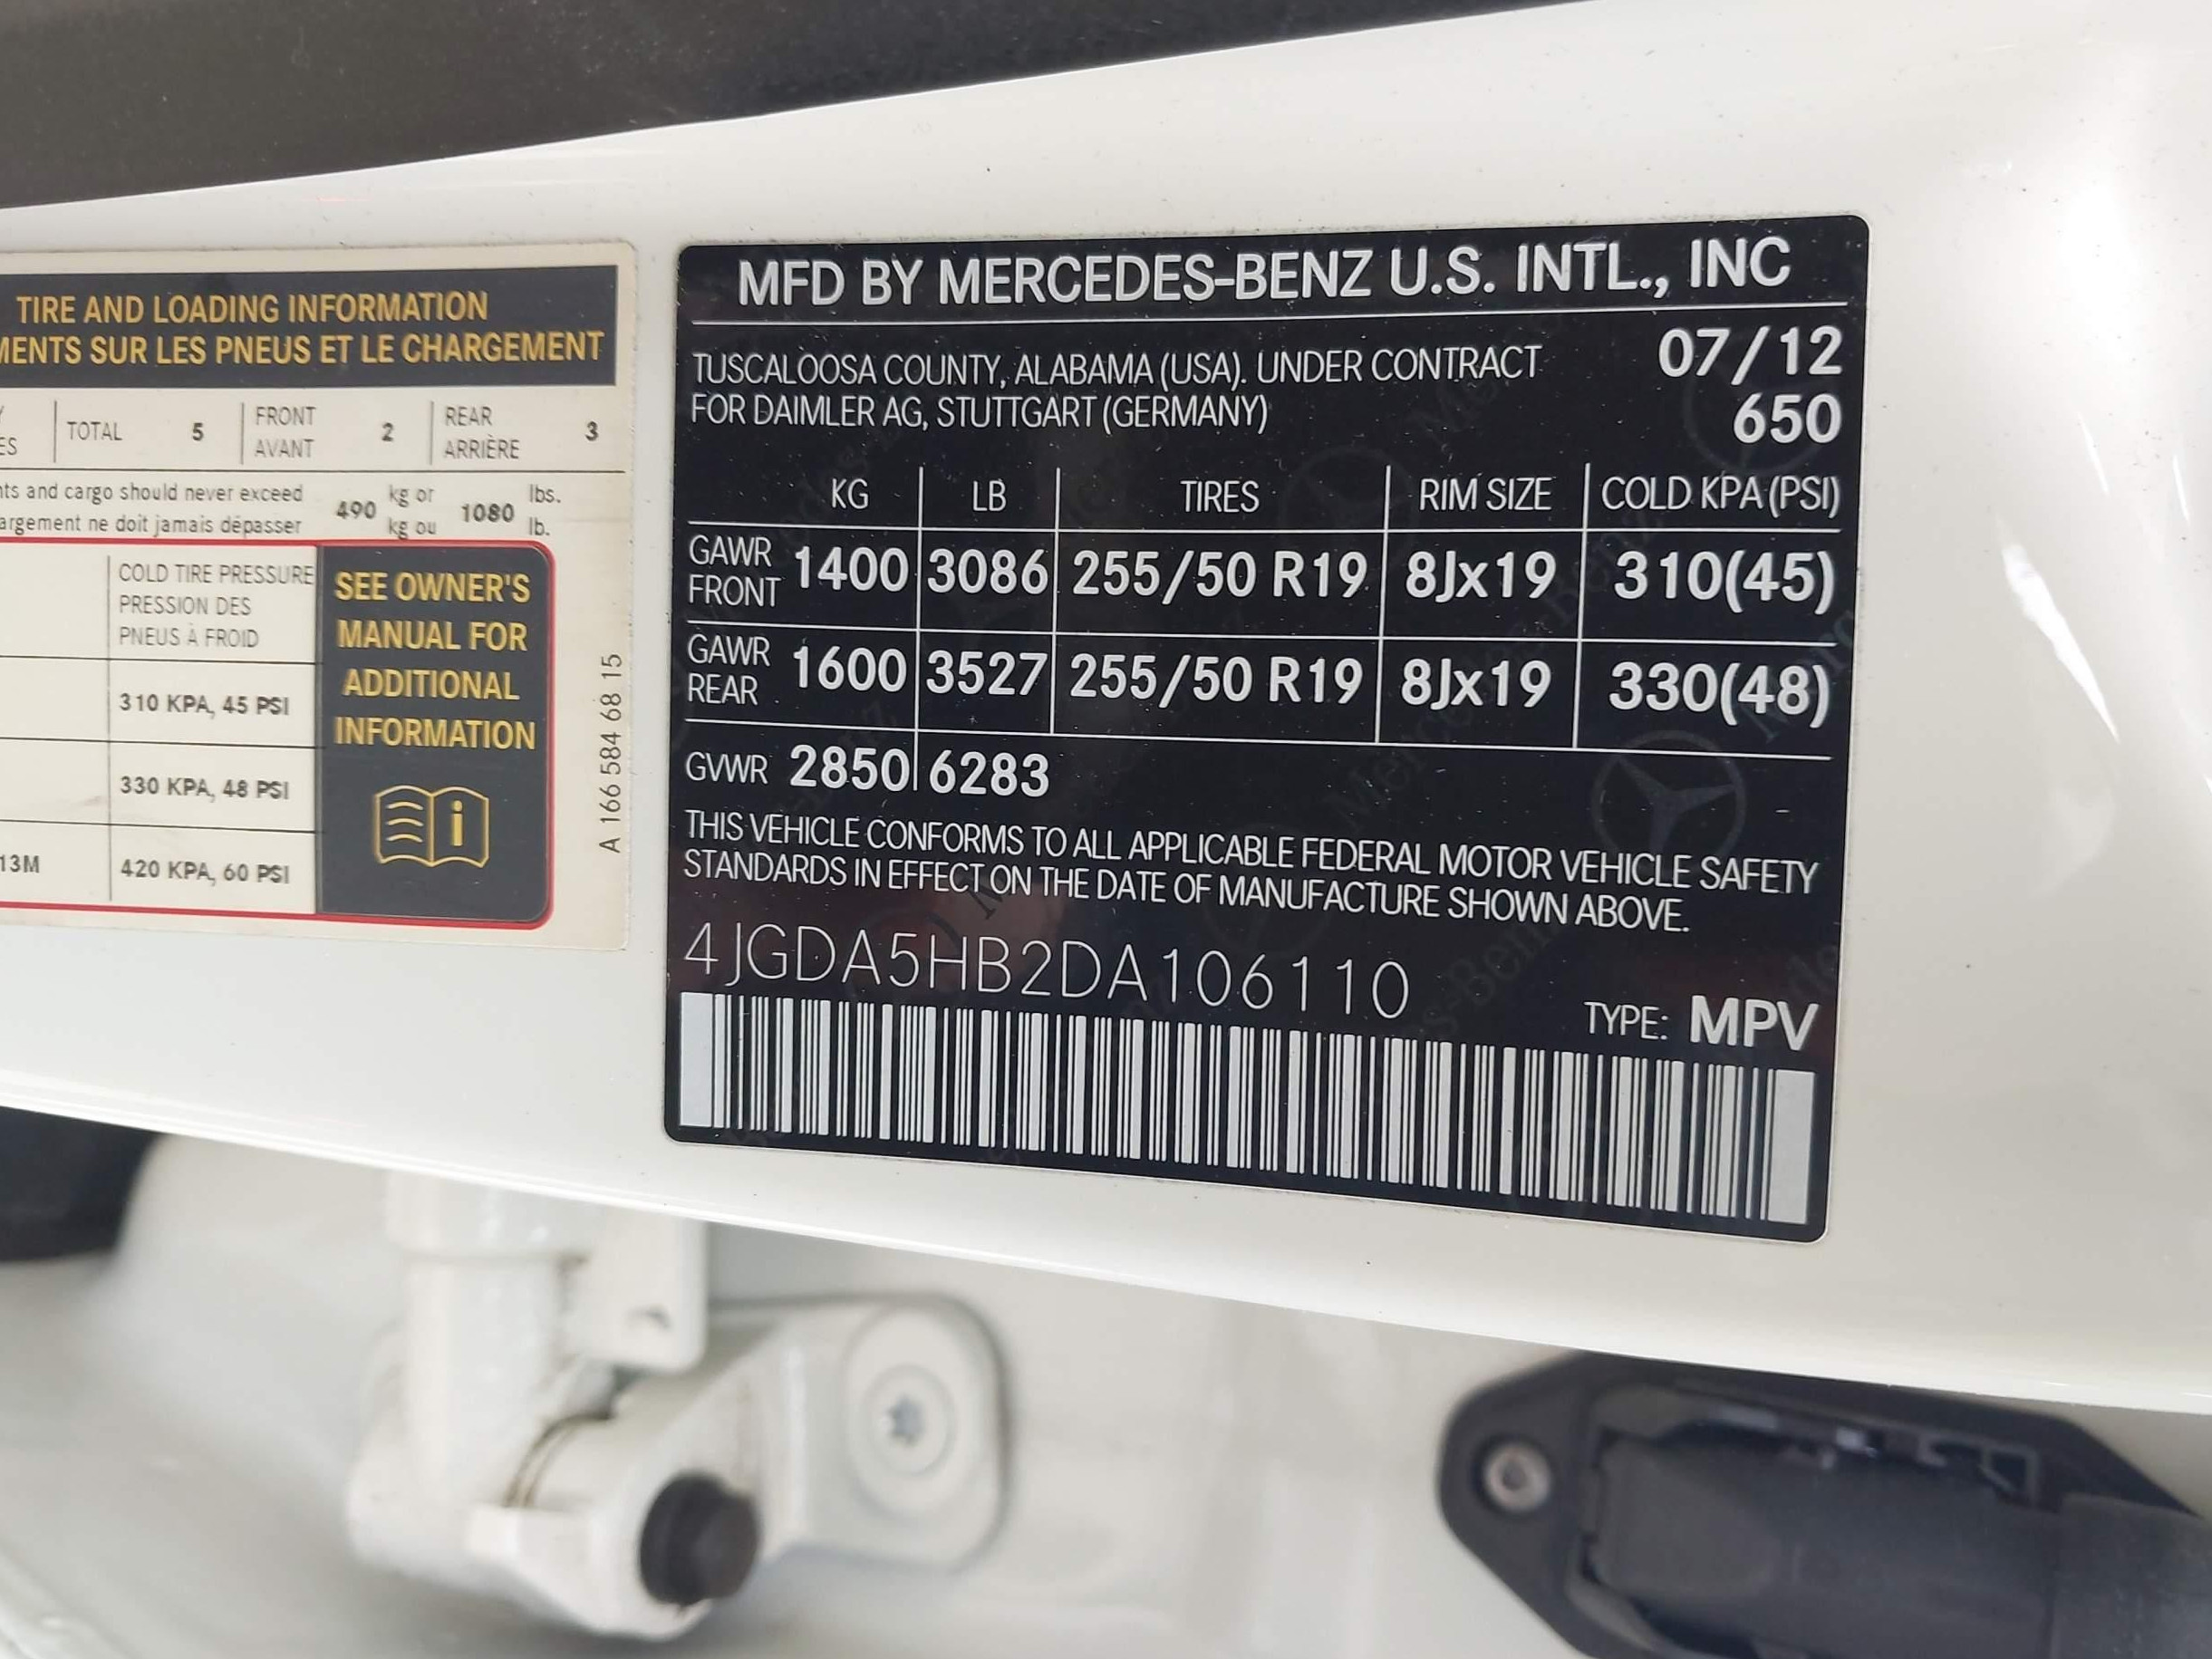 TIRE AND LOADING INFORMATION
MENTS SUR LES PNEUS ET LE CHARGEMENT
TOTAL 5 FRONT 2 REAR 3
AVANT ARRIÈRE
and cargo should never exceed 490 kg or 1080 lbs.
ne doit jamais dépasser kg ou lb.
COLD TIRE PRESSURE
PRESSION DES
PNEUS À FROID
310 KPA, 45 PSI
330 KPA, 48 PSI
13M 420 KPA, 60 PSI
SEE OWNER'S
MANUAL FOR
ADDITIONAL
INFORMATION
i
A 166 584 68 15
MFD BY MERCEDES-BENZ U.S. INTL., INC
TUSCALOOSA COUNTY, ALABAMA (USA). UNDER CONTRACT 07/12
FOR DAIMLER AG, STUTTGART (GERMANY) 650
KG LB TIRES RIM SIZE COLD KPA (PSI)
GAWR FRONT 1400 3086 255/50 R19 8Jx19 310(45)
GAWR REAR 1600 3527 255/50 R19 8Jx19 330(48)
GVWR 2850 6283
THIS VEHICLE CONFORMS TO ALL APPLICABLE FEDERAL MOTOR VEHICLE SAFETY
STANDARDS IN EFFECT ON THE DATE OF MANUFACTURE SHOWN ABOVE.
4JGDA5HB2DA106110
TYPE: MPV